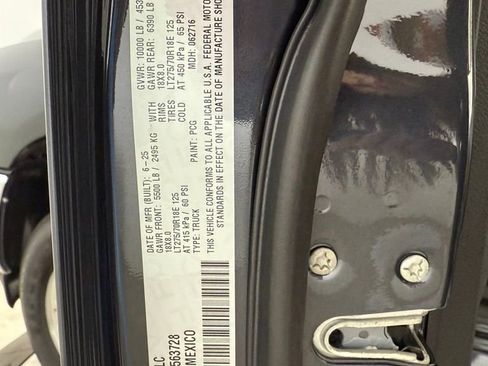 DATE OF MFR (BUILT): 6-25
GVWR: 10000 LB / 453
GAWR FRONT: 5500 LB / 2495 KG WITH
GAWR REAR: 6390 LB
18X8.0 RIMS 18X8.0
LT275/70R18E 125 TIRES LT275/70R18E 125
AT 415 kPa / 60 PSI COLD AT 450 kPa / 65 PSI
TYPE: TRUCK PAINT: PCG MDH: 062716
THIS VEHICLE CONFORMS TO ALL APPLICABLE U.S.A. FEDERAL MOTOR
STANDARDS IN EFFECT ON THE DATE OF MANUFACTURE SHO
LC
563728
MEXICO